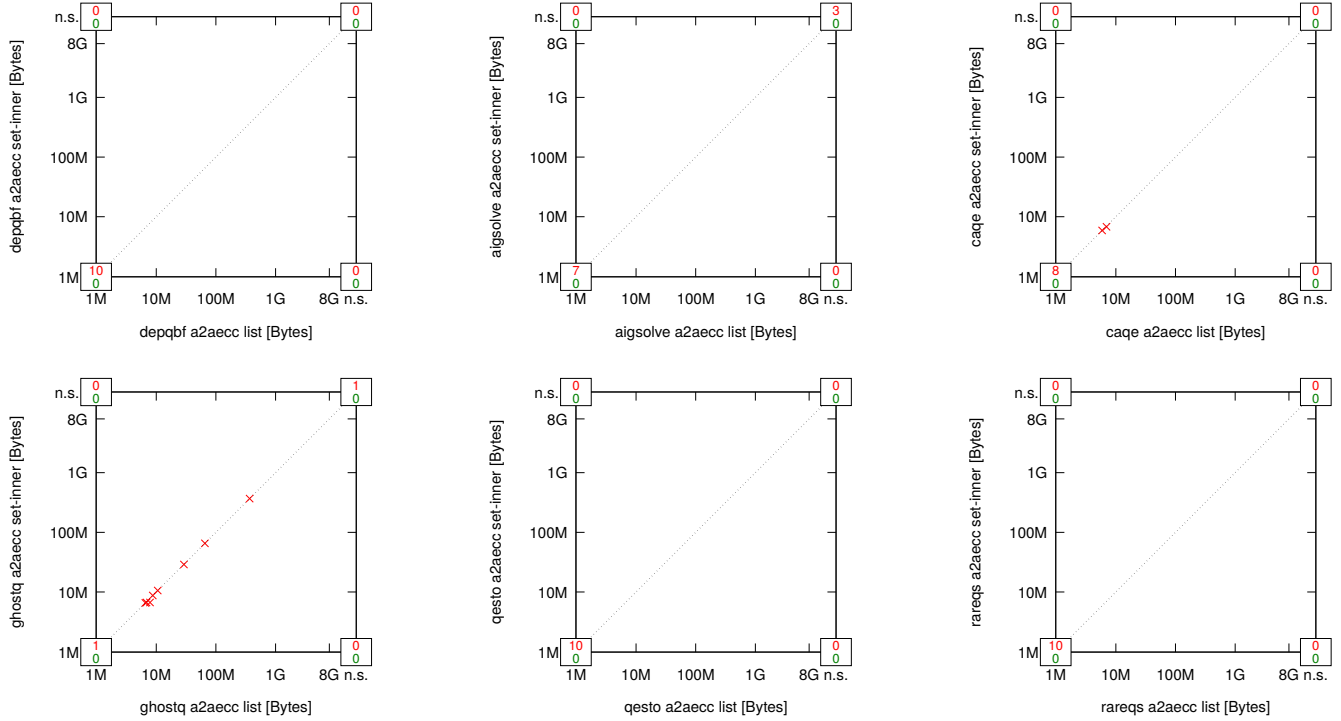 depqbf a2aecc set-inner [Bytes]
n.s.
8G
1G
100M
10M
1M
0
0
0
0
10
0
0
0
1M 10M 100M 1G 8G n.s.
depqbf a2aecc list [Bytes]
aigsolve a2aecc set-inner [Bytes]
n.s.
8G
1G
100M
10M
1M
0
0
3
0
7
0
0
0
1M 10M 100M 1G 8G n.s.
aigsolve a2aecc list [Bytes]
caqe a2aecc set-inner [Bytes]
n.s.
8G
1G
100M
10M
1M
0
0
0
0
8
0
0
0
1M 10M 100M 1G 8G n.s.
caqe a2aecc list [Bytes]
ghostq a2aecc set-inner [Bytes]
n.s.
8G
1G
100M
10M
1M
0
0
1
0
1
0
0
0
1M 10M 100M 1G 8G n.s.
ghostq a2aecc list [Bytes]
qesto a2aecc set-inner [Bytes]
n.s.
8G
1G
100M
10M
1M
0
0
0
0
10
0
0
0
1M 10M 100M 1G 8G n.s.
qesto a2aecc list [Bytes]
rareqs a2aecc set-inner [Bytes]
n.s.
8G
1G
100M
10M
1M
0
0
0
0
10
0
0
0
1M 10M 100M 1G 8G n.s.
rareqs a2aecc list [Bytes]